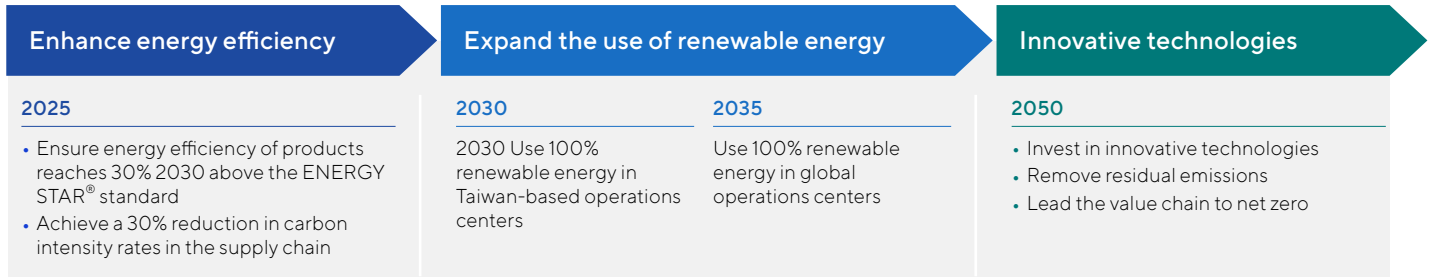 Enhance energy efficiency
Expand the use of renewable energy
Innovative technologies
2025
• Ensure energy efficiency of products
reaches 30% 2030 above the ENERGY
STAR® standard
• Achieve a 30% reduction in carbon
intensity rates in the supply chain
2030
2030 Use 100%
renewable energy in
Taiwan-based operations
centers
2035
Use 100% renewable
energy in global
operations centers
2050
• Invest in innovative technologies
• Remove residual emissions
• Lead the value chain to net zero